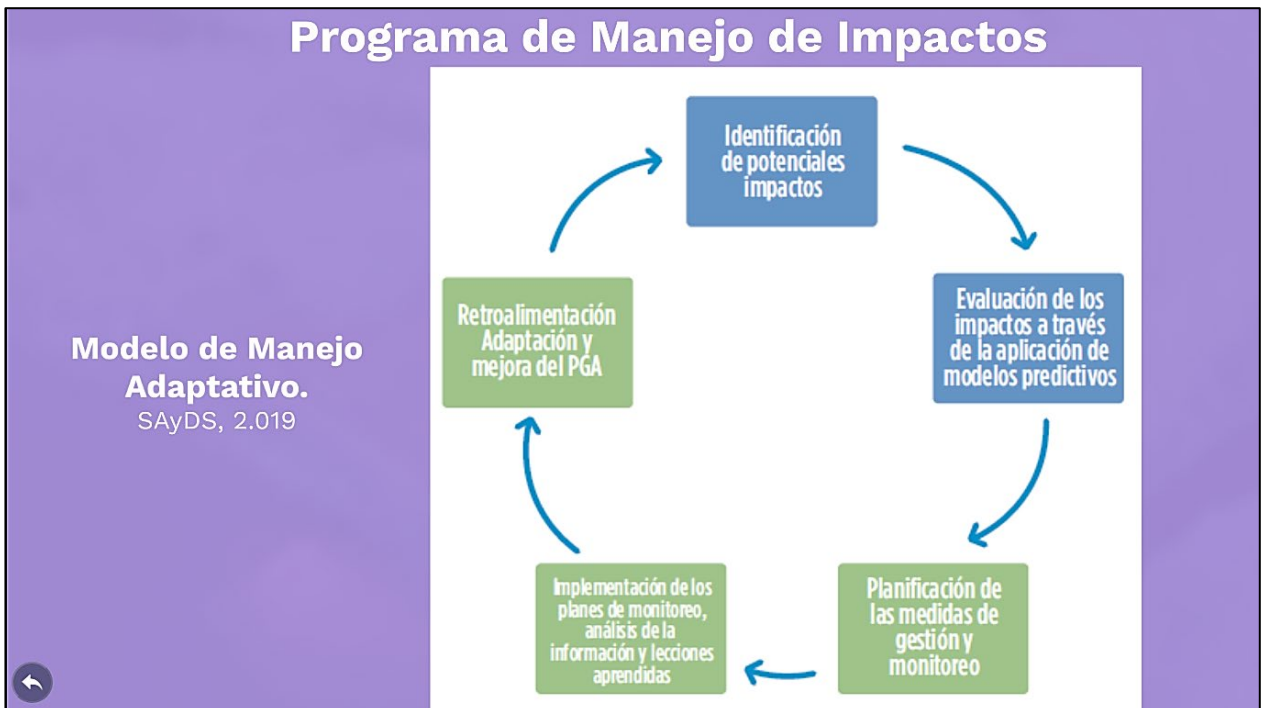 Programa de Manejo de Impactos
Modelo de Manejo
Adaptativo.
SAyDS, 2.019
Identificación
de potenciales
impactos
Evaluación de los
impactos a través
de la aplicación de
modelos predictivos
Planificación de
las medidas de
gestión y
monitoreo
Implementación de los
planes de monitoreo,
análisis de la
información y lecciones
aprendidas
Retroalimentación
Adaptación y
mejora del PGA